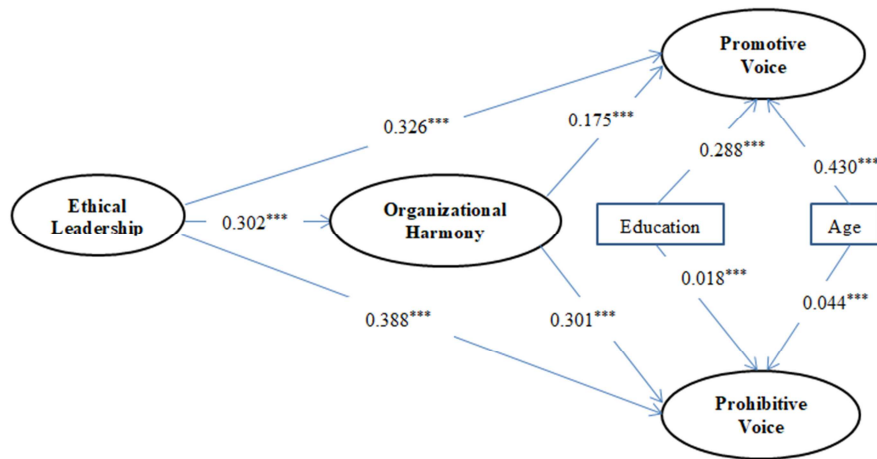 Promotive
Voice
0.326***
0.175***
0.288***
0.430***
Ethical
Leadership
0.302***
Organizational
Harmony
Education
Age
0.018***
0.044***
0.388***
0.301***
Prohibitive
Voice